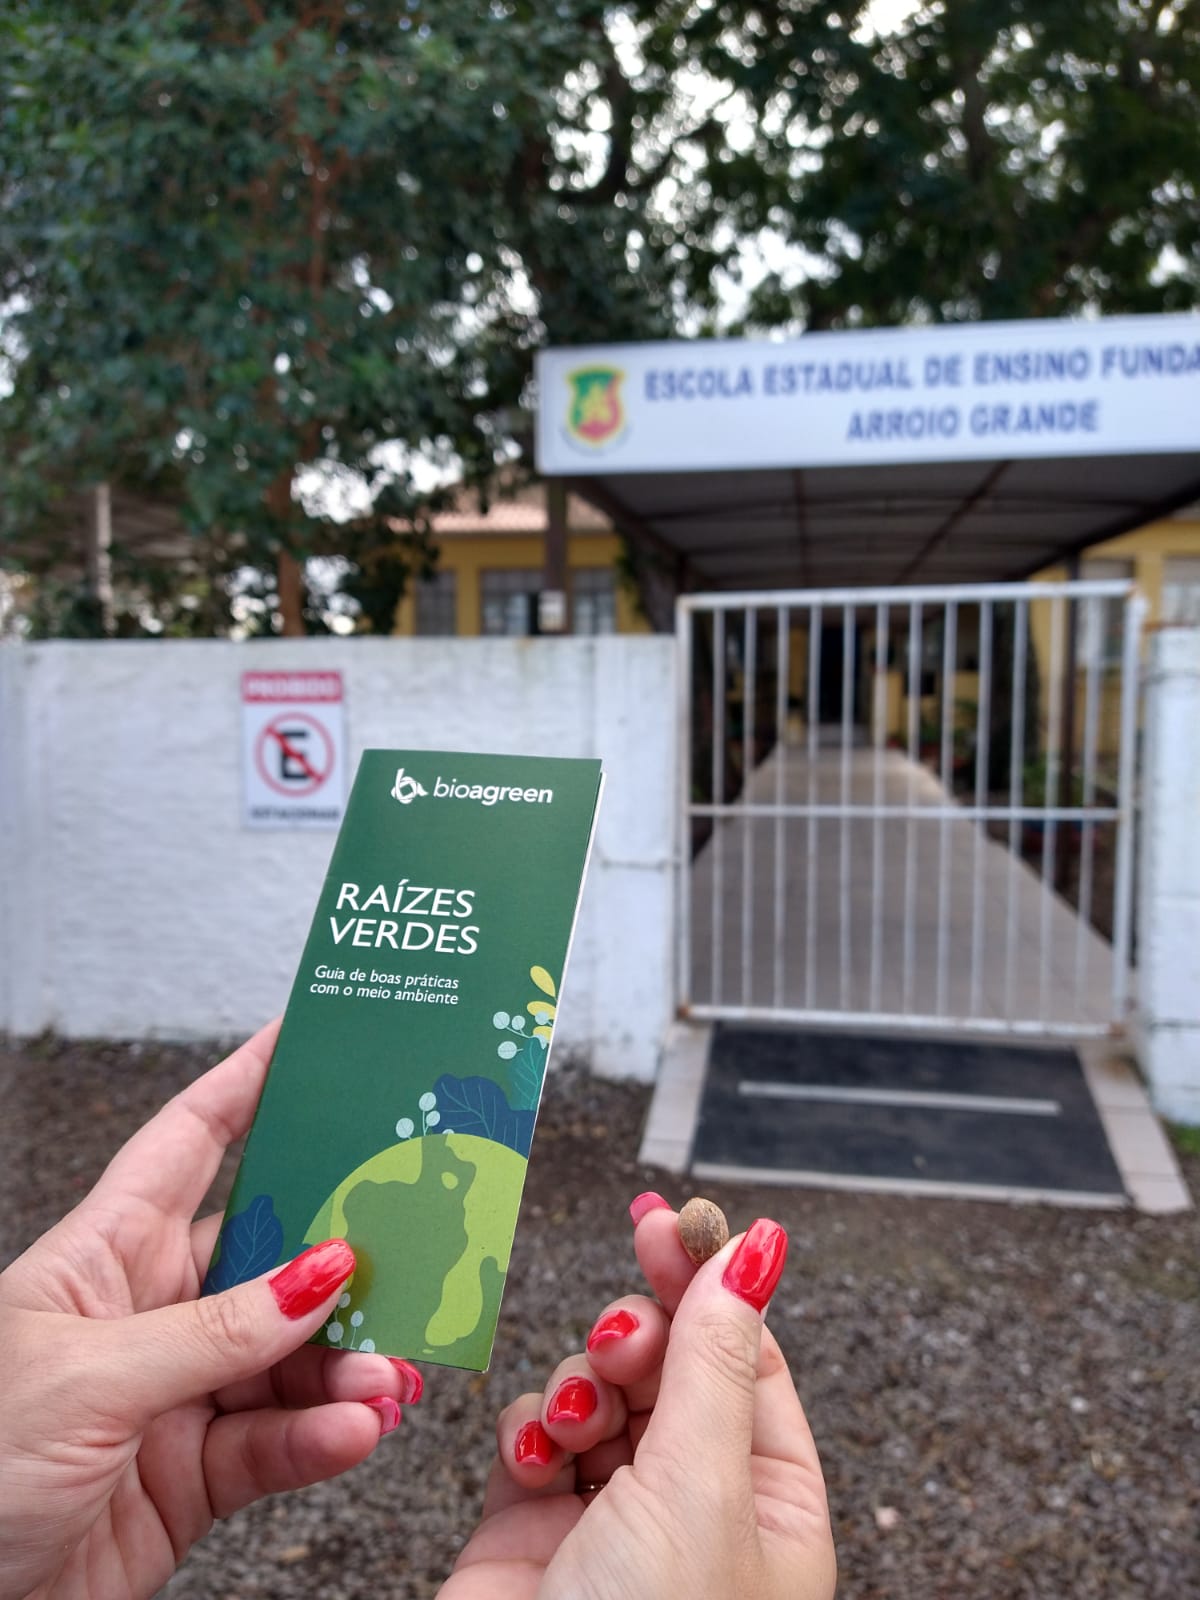 ESCOLA ESTADUAL DE ENSINO FUNDA
ARROIO GRANDE
PROIBIDO
E
ESTACIONAR
bioagreen
RAÍZES
VERDES
Guia de boas práticas
com o meio ambiente